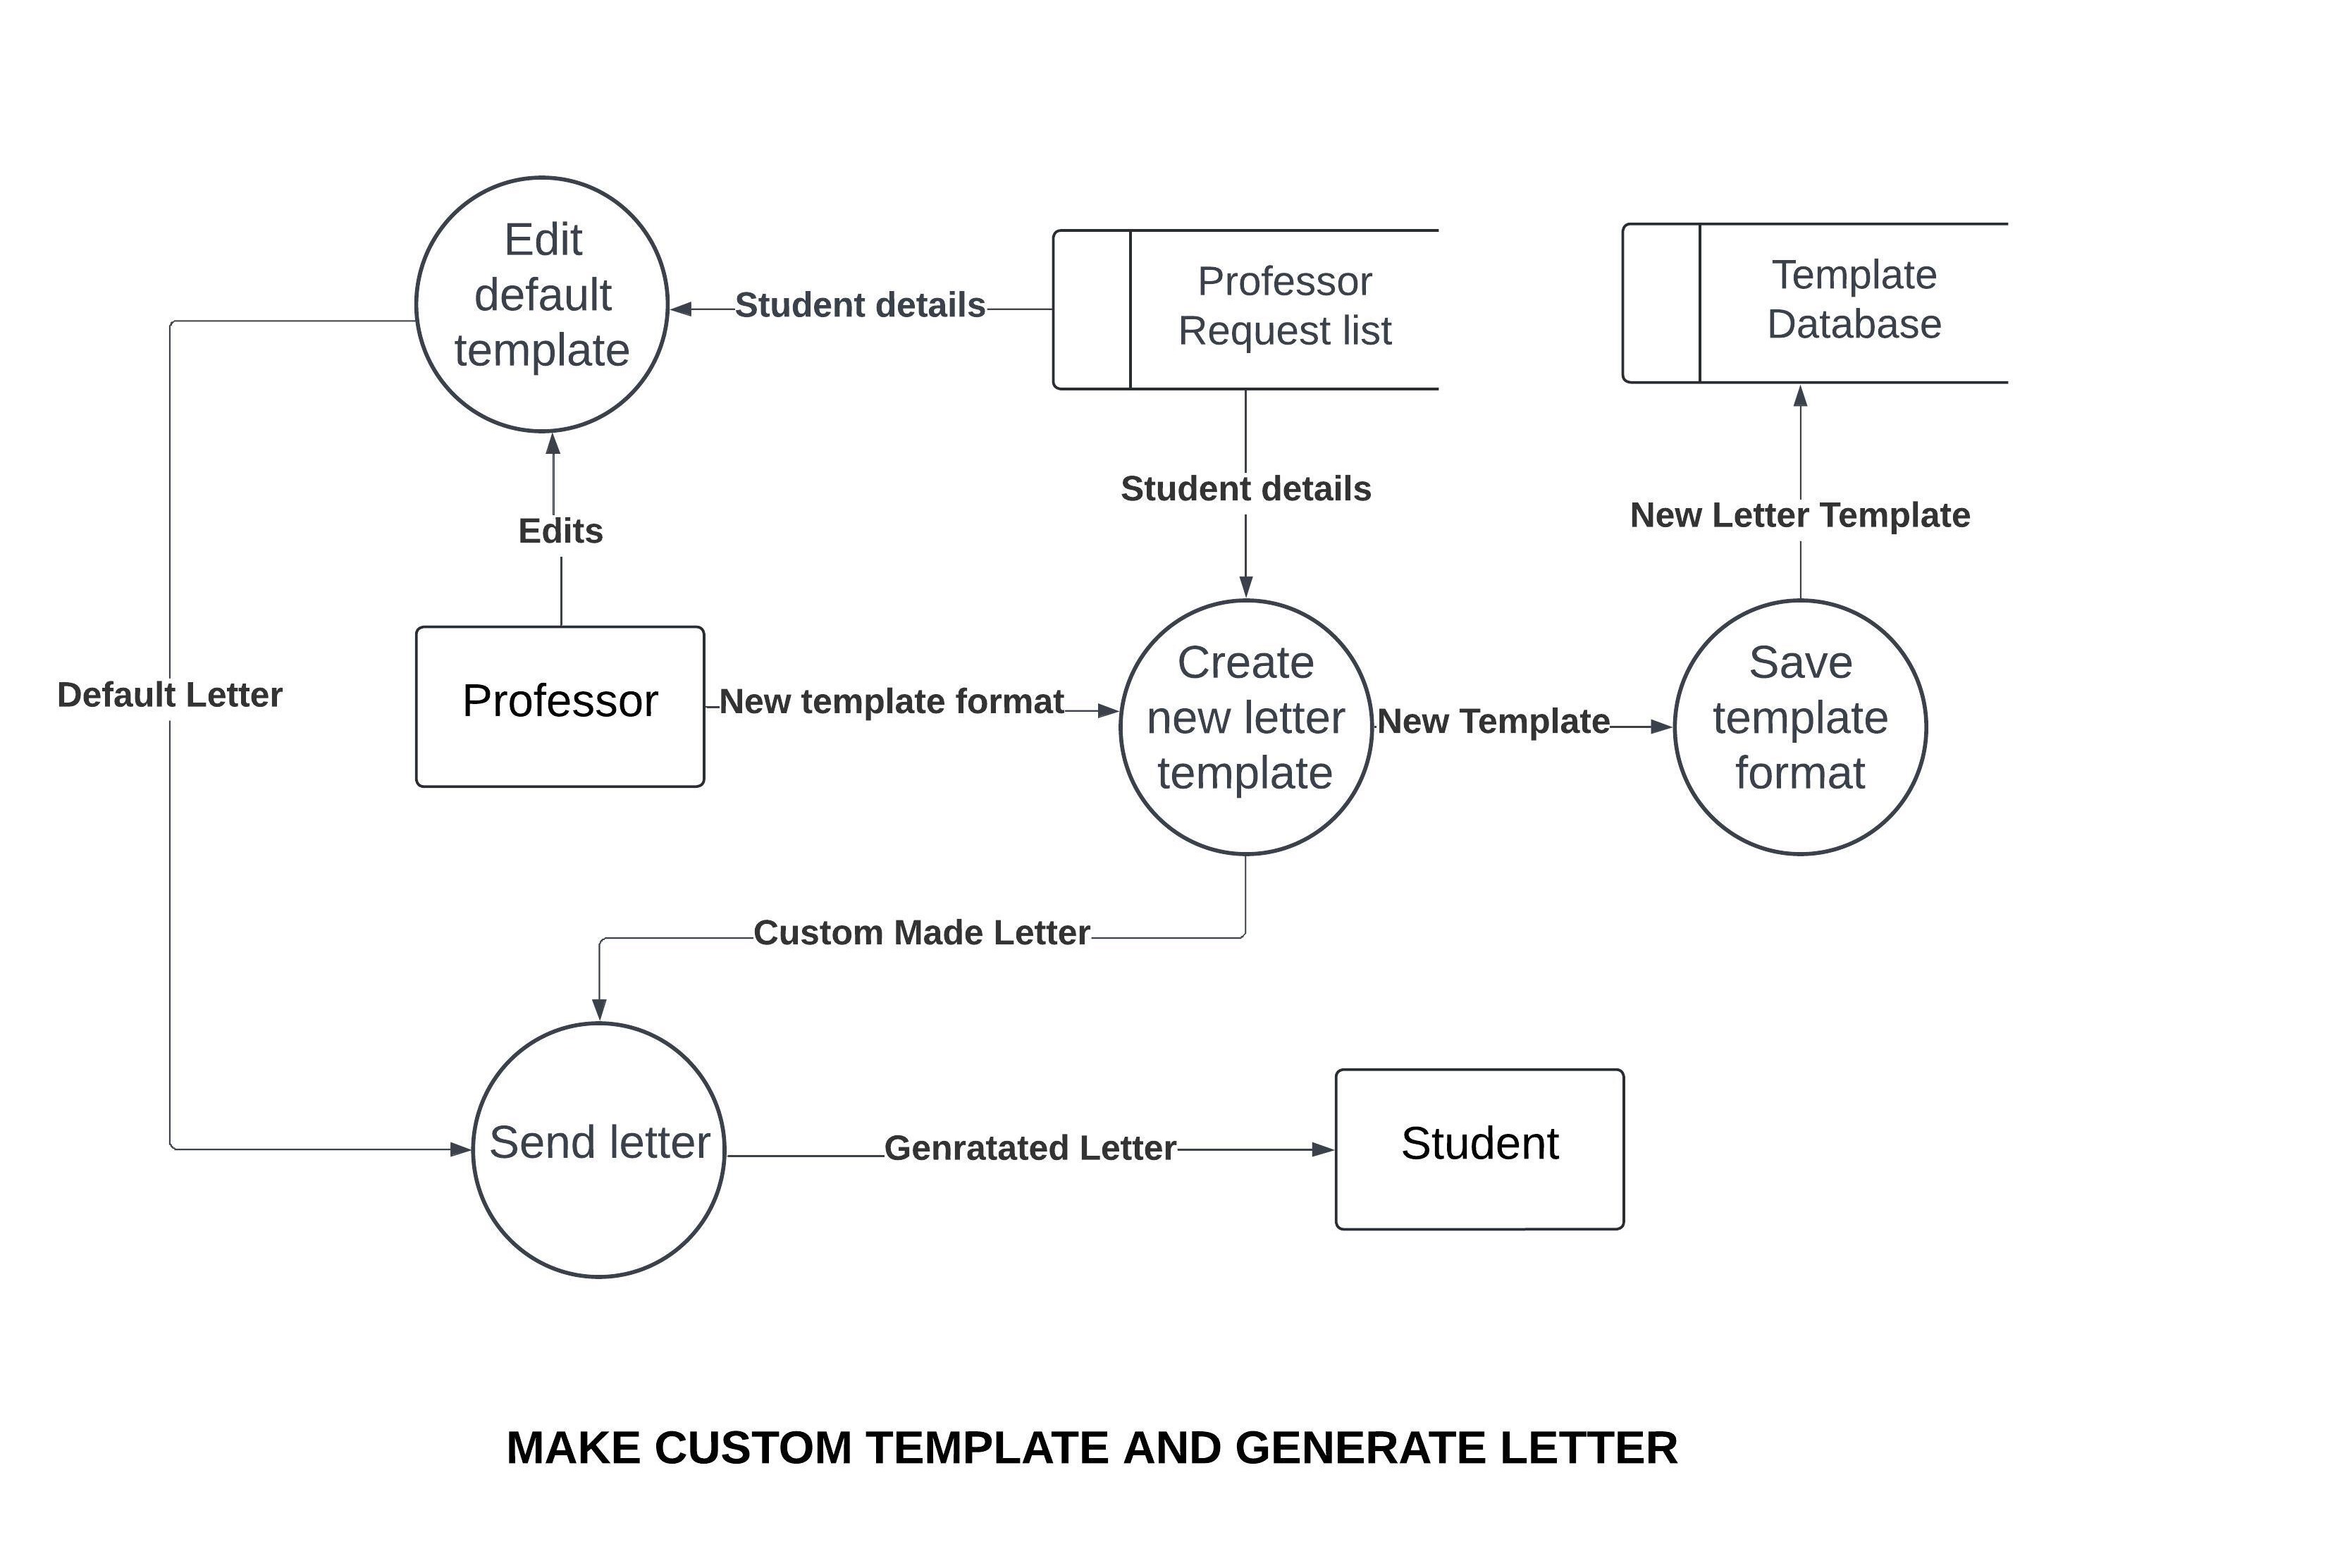 Edit
default
template
Student details
Professor
Request list
Template
Database
Edits
Student details
New Letter Template
Default Letter
Professor
New template format
Create
new letter
template
New Template
Save
template
format
Custom Made Letter
Send letter
Genratated Letter
Student
MAKE CUSTOM TEMPLATE AND GENERATE LETTER